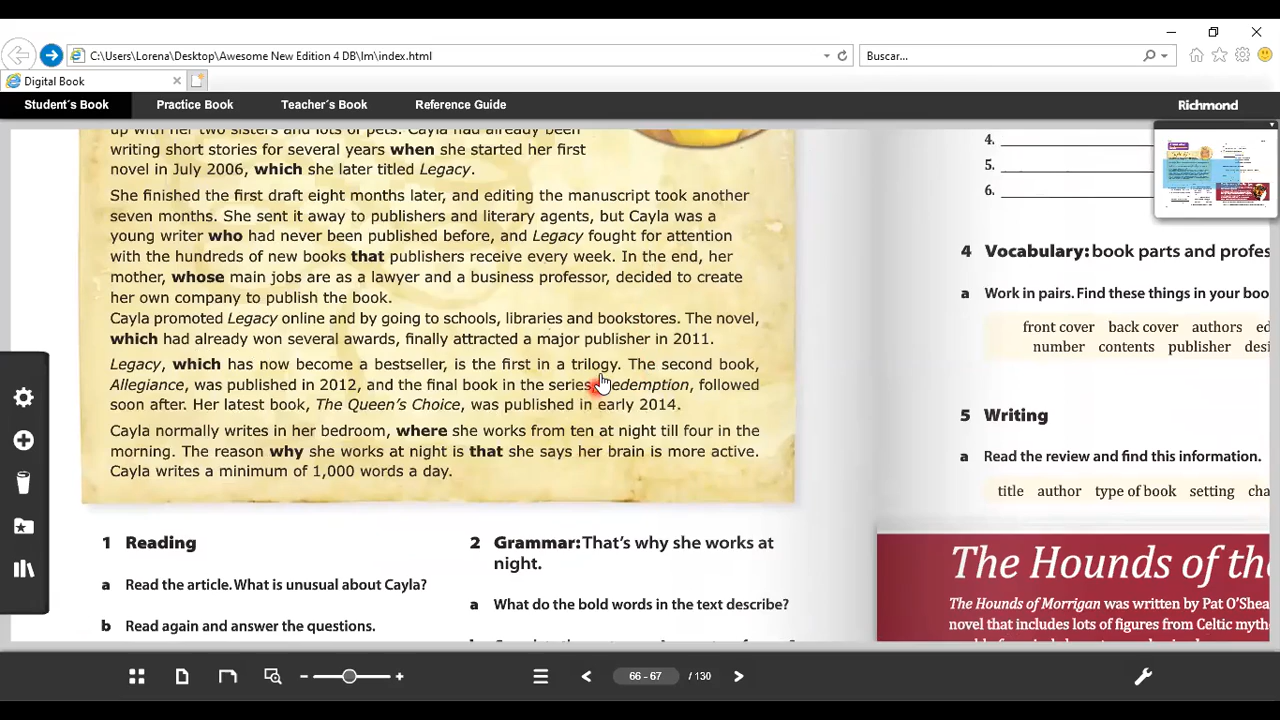 C:\Users\Lorena\Desktop\Awesome New Edition 4 DB\lm\index.html
Buscar...
Digital Book
Student´s Book
Practice Book
Teacher´s Book
Reference Guide
Richmond
up with her two sisters and lots of pets. Cayla had already been
writing short stories for several years when she started her first
novel in July 2006, which she later titled Legacy.
She finished the first draft eight months later, and editing the manuscript took another
seven months. She sent it away to publishers and literary agents, but Cayla was a
young writer who had never been published before, and Legacy fought for attention
with the hundreds of new books that publishers receive every week. In the end, her
mother, whose main jobs are as a lawyer and a business professor, decided to create
her own company to publish the book.
Cayla promoted Legacy online and by going to schools, libraries and bookstores. The novel,
which had already won several awards, finally attracted a major publisher in 2011.
Legacy, which has now become a bestseller, is the first in a trilogy. The second book,
Allegiance, was published in 2012, and the final book in the series, Redemption, followed
soon after. Her latest book, The Queen's Choice, was published in early 2014.
Cayla normally writes in her bedroom, where she works from ten at night till four in the
morning. The reason why she works at night is that she says her brain is more active.
Cayla writes a minimum of 1,000 words a day.
1 Reading
a Read the article. What is unusual about Cayla?
b Read again and answer the questions.
2 Grammar: That's why she works at
night.
a What do the bold words in the text describe?
4.
5.
6.
4 Vocabulary: book parts and profes
a Work in pairs. Find these things in your boo
front cover back cover authors ed
number contents publisher desi
5 Writing
a Read the review and find this information.
title author type of book setting cha
The Hounds of th
The Hounds of Morrigan was written by Pat O'Shea
novel that includes lots of figures from Celtic myth
66 - 67 / 130